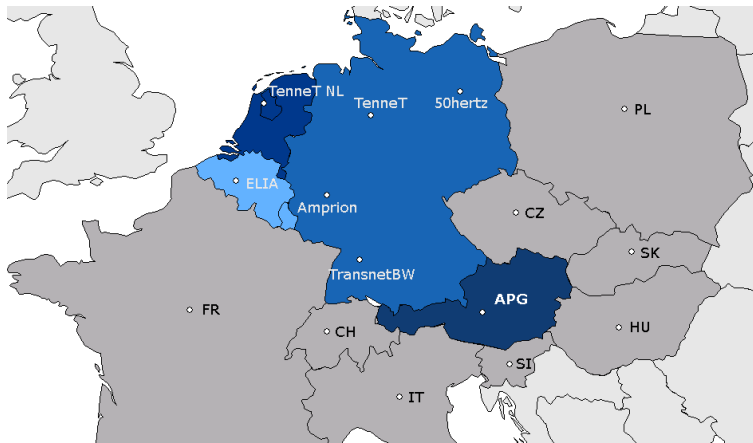 TenneT NL
TenneT
50hertz
PL
ELIA
Amprion
CZ
SK
TransnetBW
APG
FR
CH
HU
SI
IT